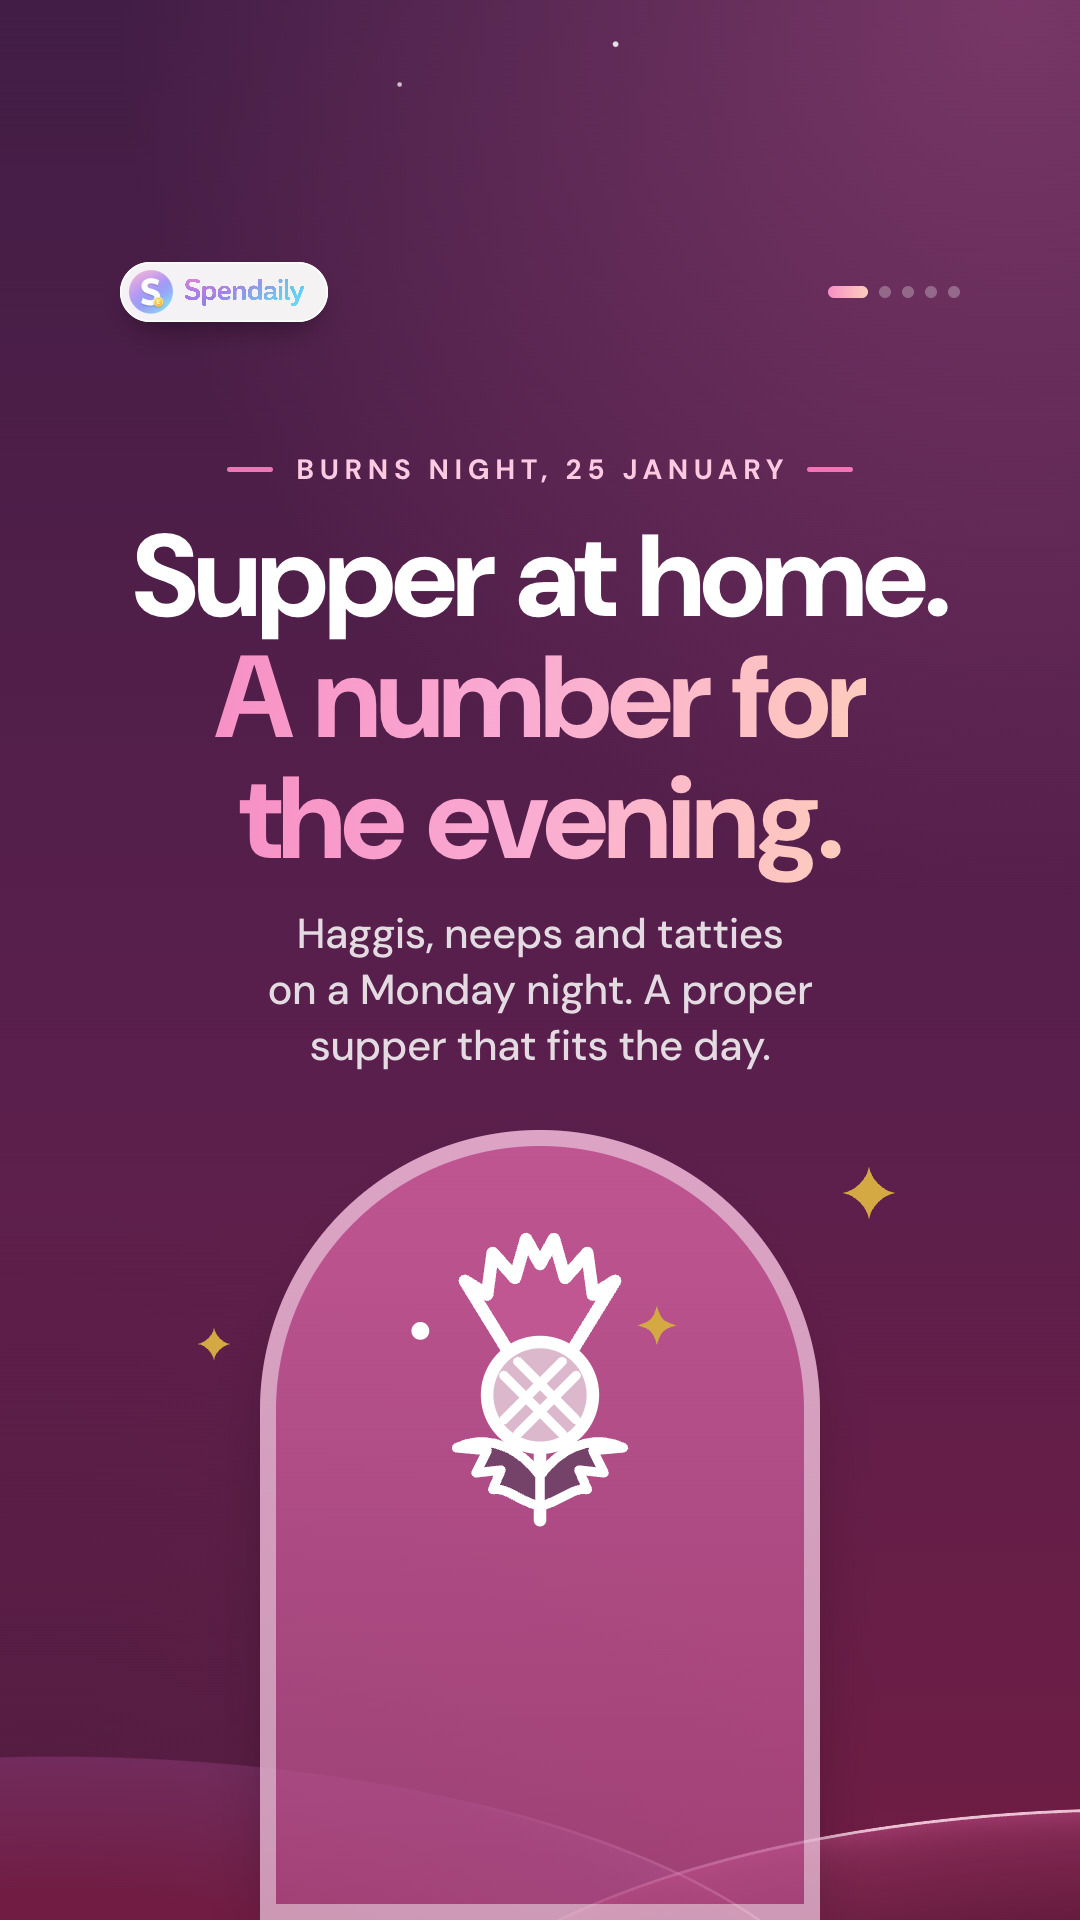 Spendaily
BURNS NIGHT, 25 JANUARY
Supper at home.
A number for
the evening.
Haggis, neeps and tatties
on a Monday night. A proper
supper that fits the day.